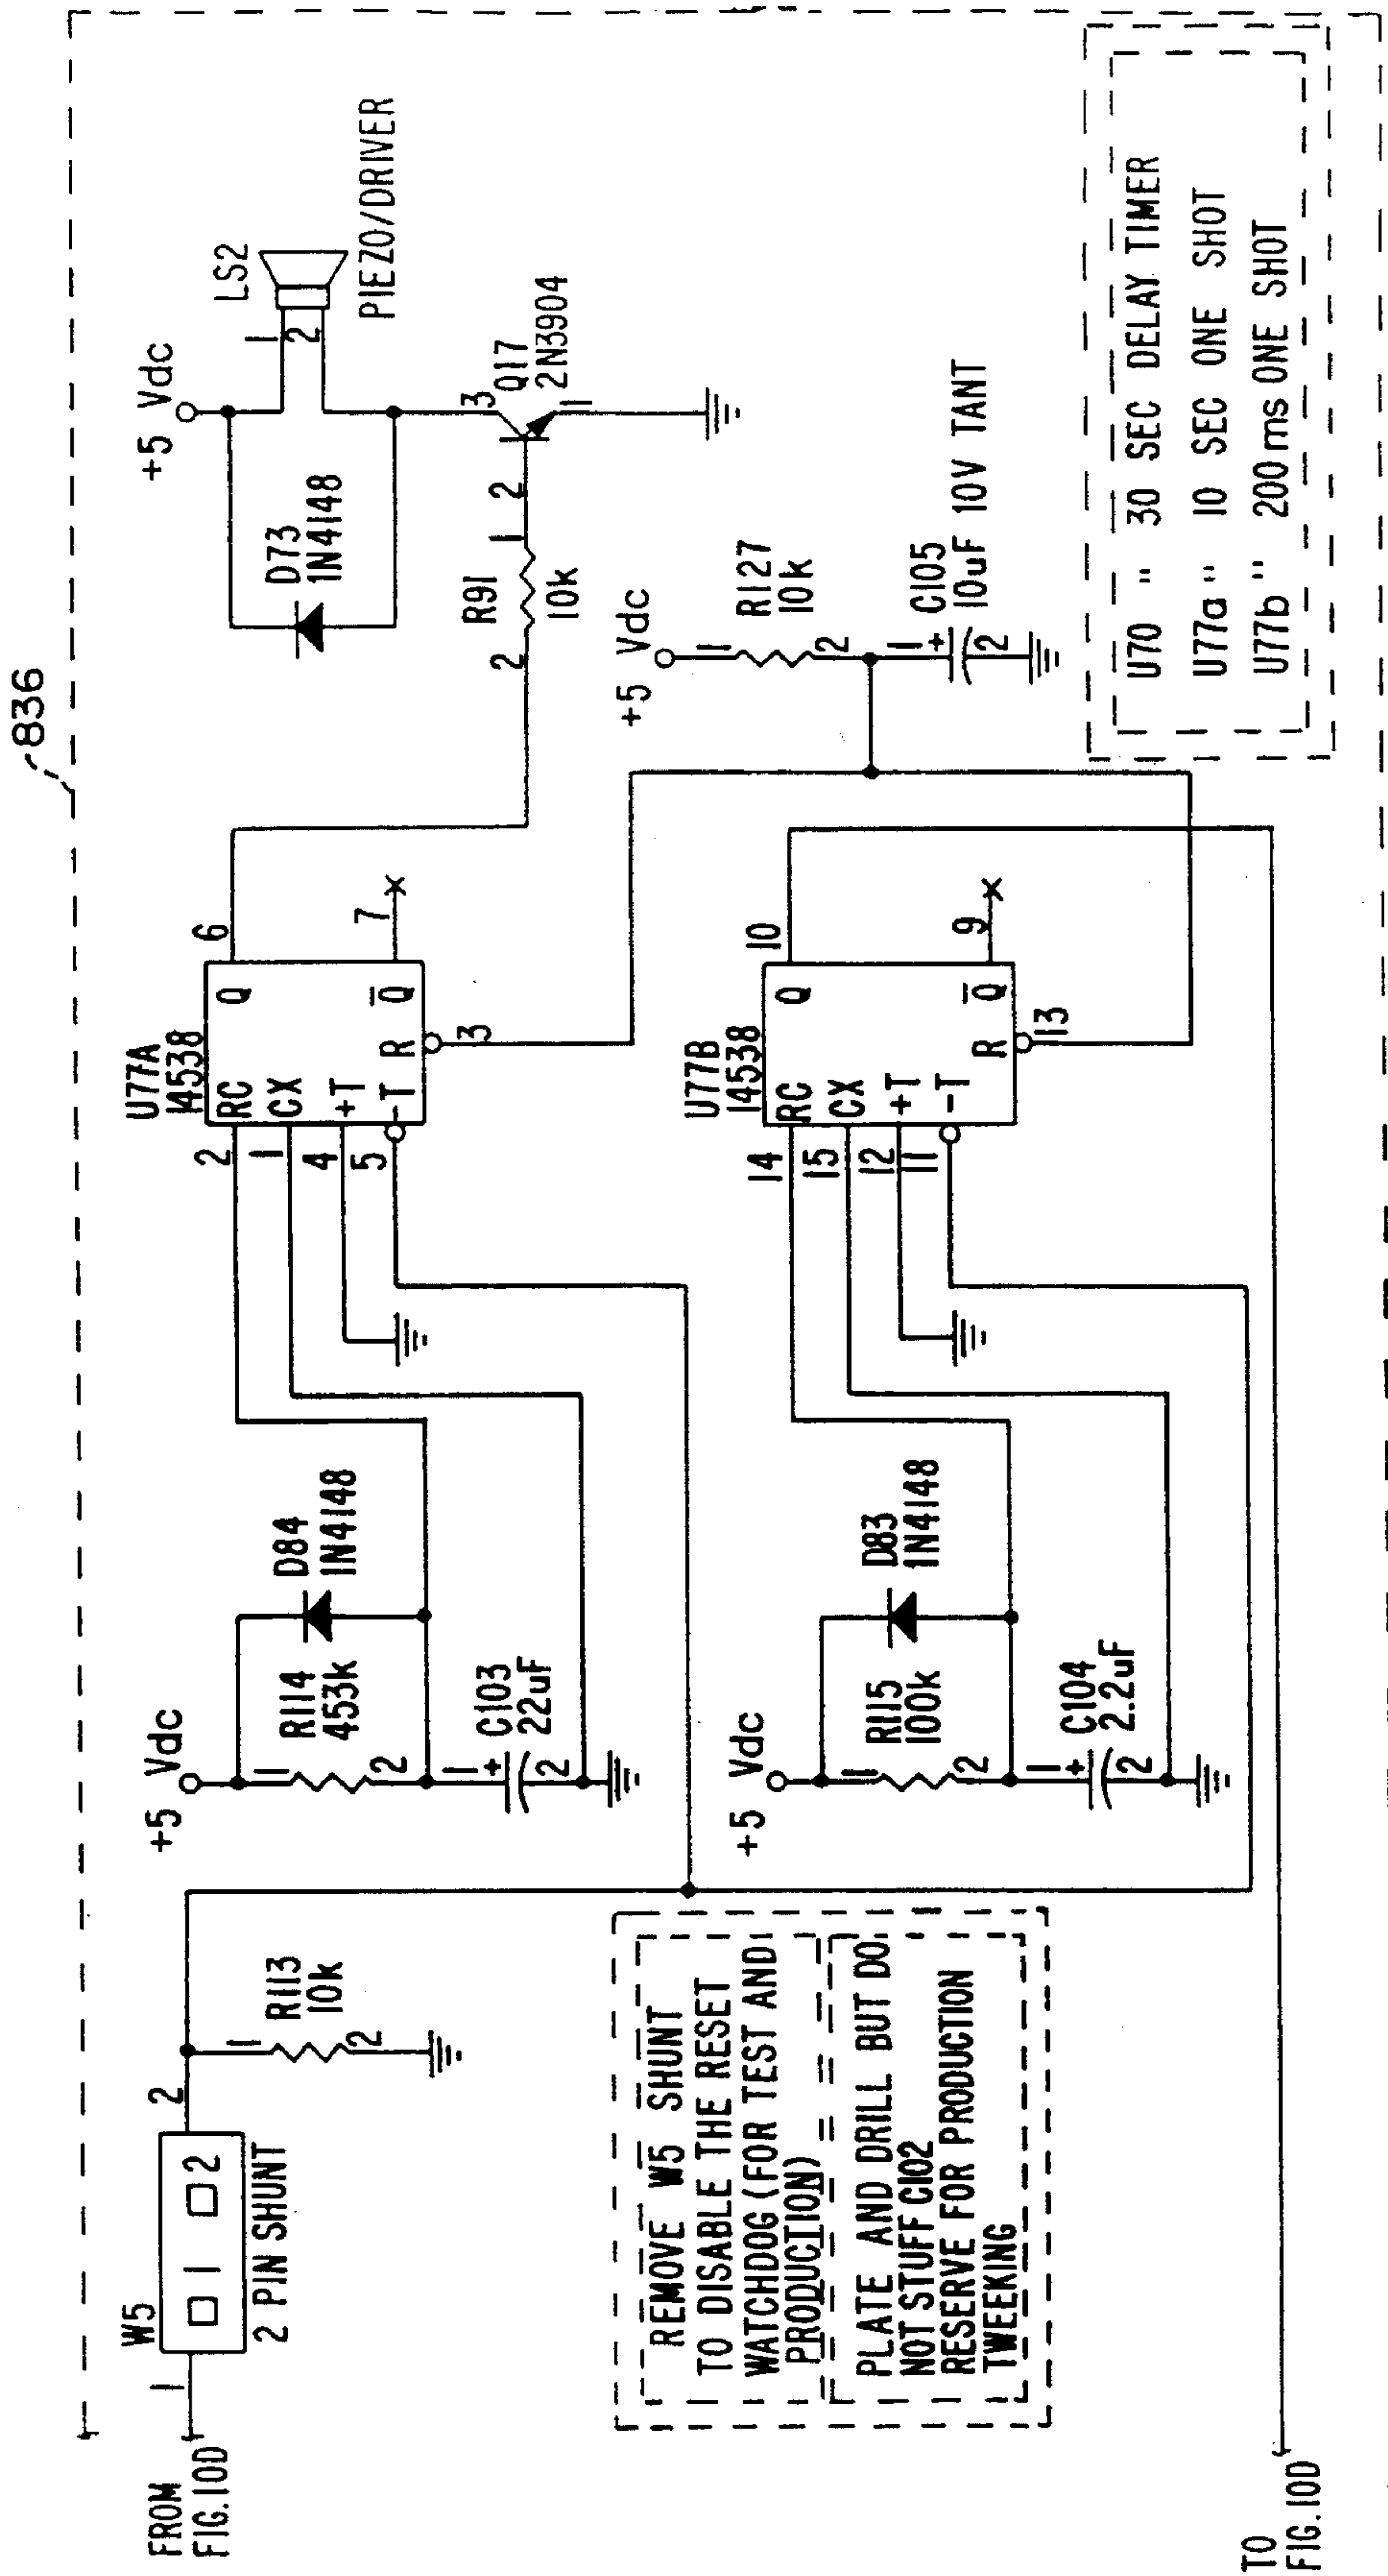 836
FROM
FIG.10D
1
W5
1 2
2 PIN SHUNT
2
1
R113
10k
2
+5 Vdc
1
R114
453k
2
D84
1N4148
1
+
C103
22uF
2
2
1
4
5
U77A
14538
RC
CX
+T
-T
Q
Q
R
6
7
3
+5 Vdc
D73
1N4148
1
2
LS2
PIEZO/DRIVER
2
R91
10k
1
2
3
Q17
2N3904
1
+5 Vdc
1
R127
10k
2
1
+
C105
10uF 10V TANT
2
+5 Vdc
1
R115
100k
2
D83
1N4148
1
+
C104
2.2uF
2
14
15
12
11
U77B
14538
RC
CX
+T
-T
Q
Q
R
10
9
13
REMOVE W5 SHUNT
TO DISABLE THE RESET
WATCHDOG (FOR TEST AND
PRODUCTION)
PLATE AND DRILL BUT DO
NOT STUFF C102
RESERVE FOR PRODUCTION
TWEEKING
U70 " 30 SEC DELAY TIMER
U77a " 10 SEC ONE SHOT
U77b " 200 ms ONE SHOT
TO
FIG.10D